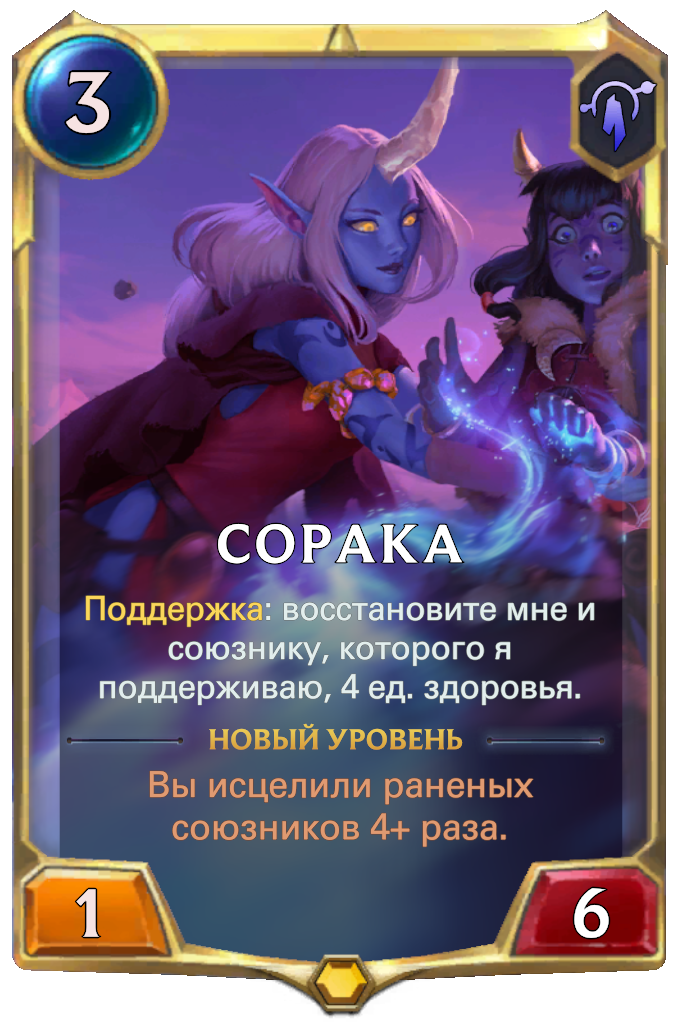 3
СОРАКА
Поддержка: восстановите мне и
союзнику, которого я
поддерживаю, 4 ед. здоровья.
НОВЫЙ УРОВЕНЬ
Вы исцелили раненых
союзников 4+ раза.
1
6